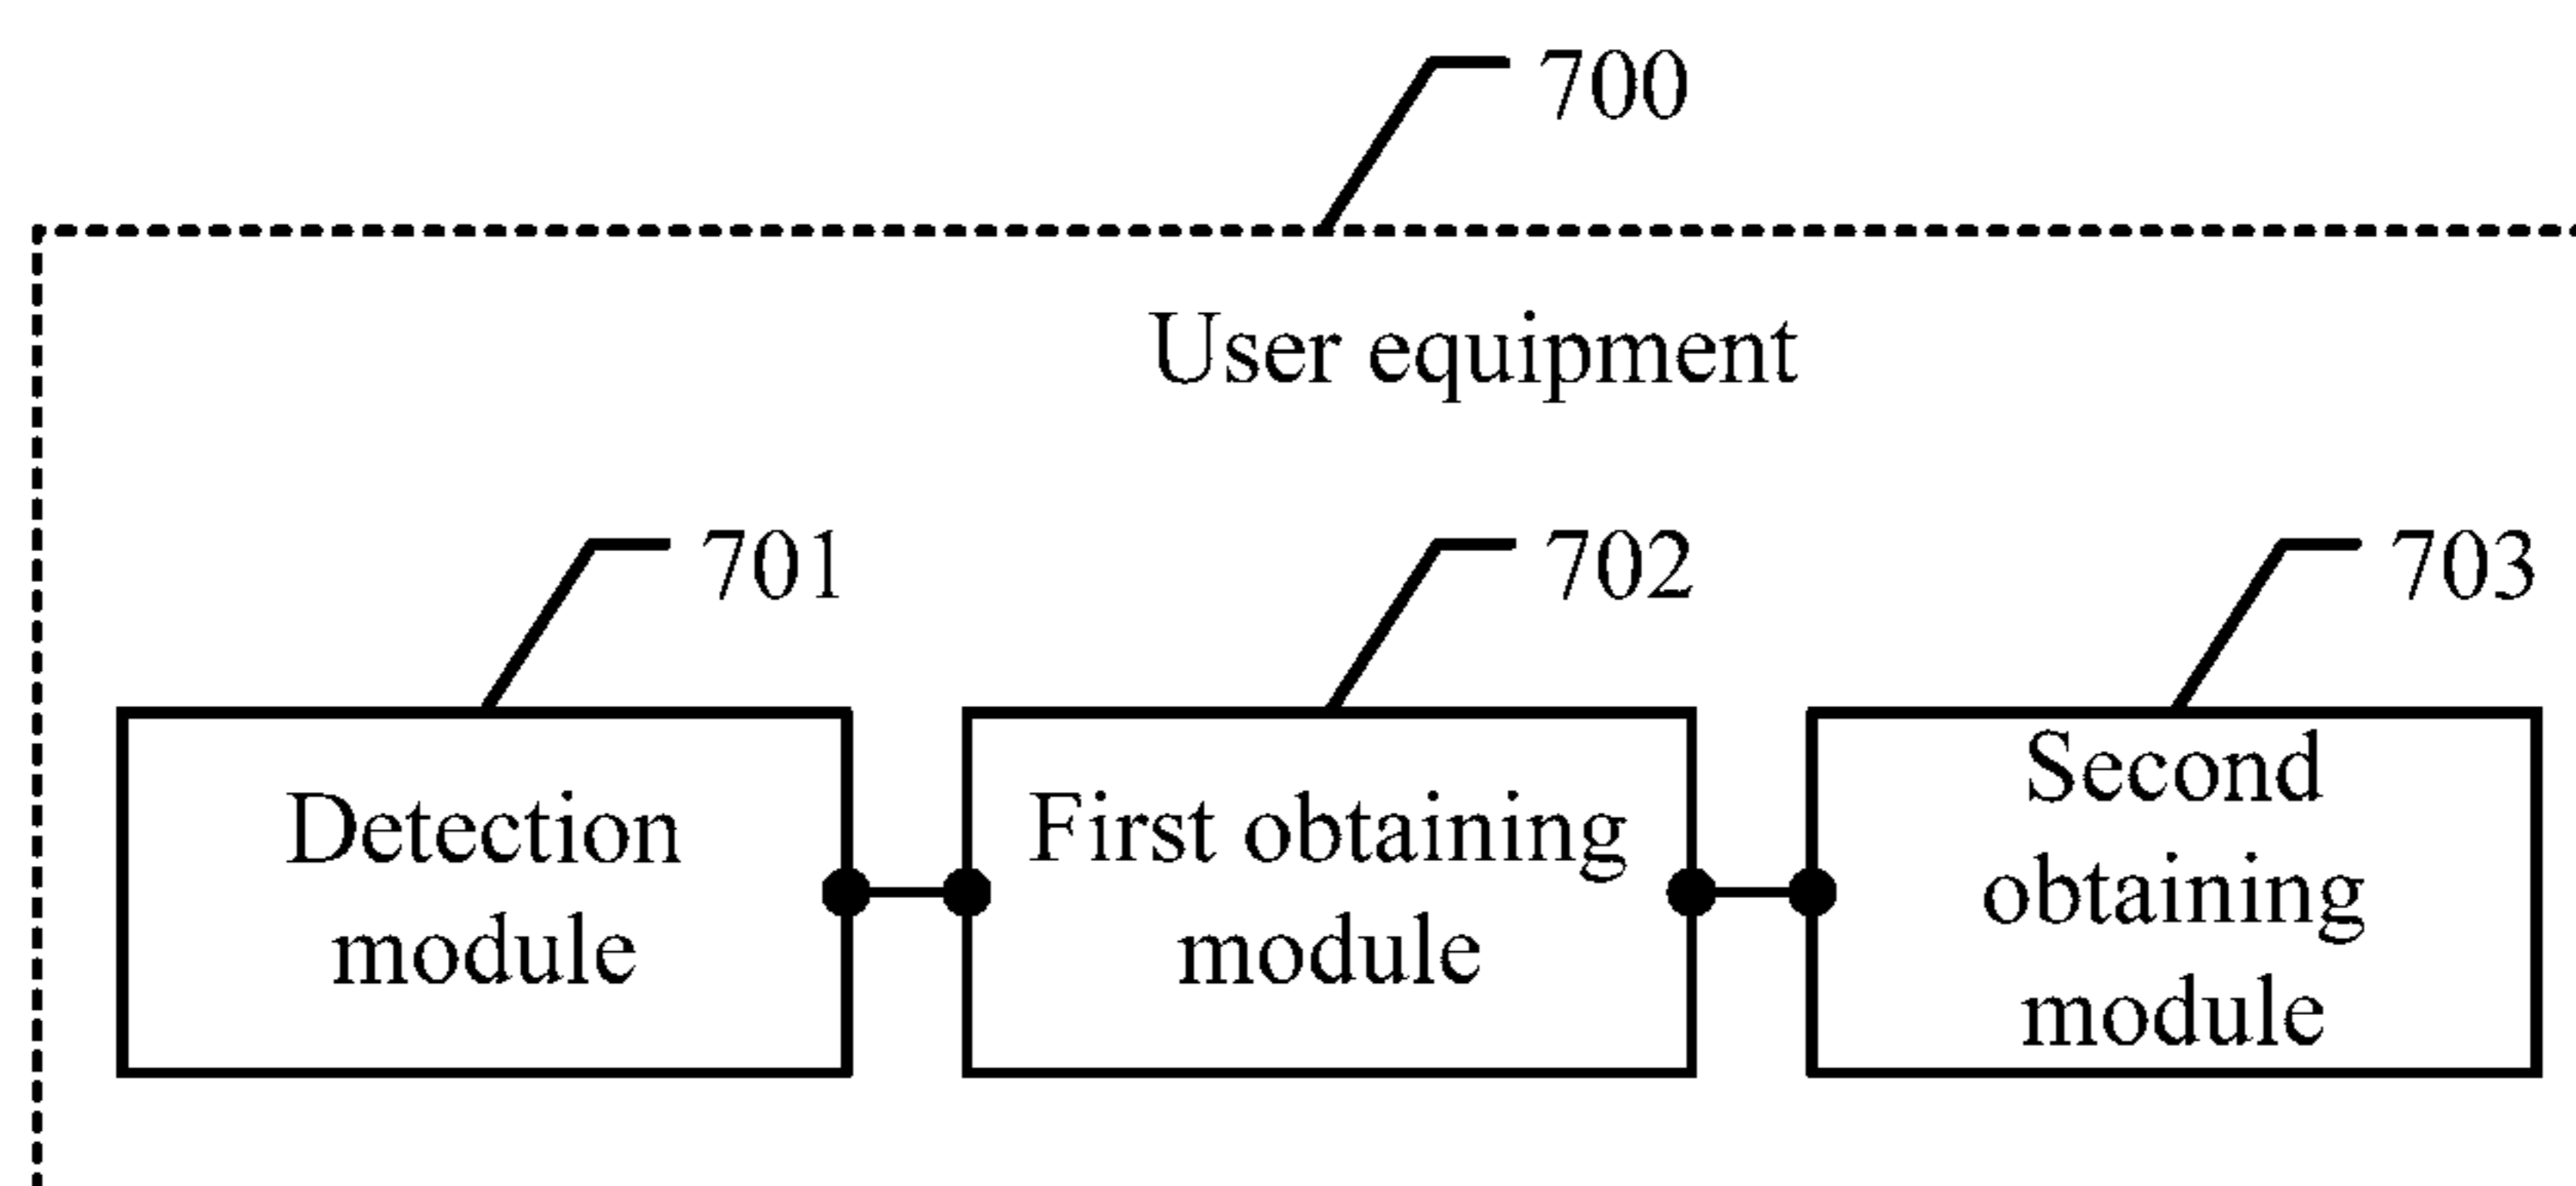 700
User equipment
701
702
703
Detection
module
First obtaining
module
Second
obtaining
module